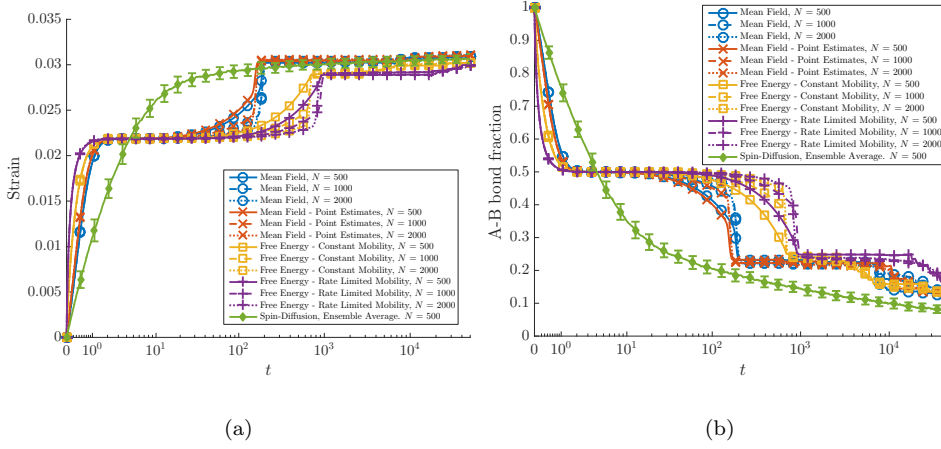 0.035
0.03
0.025
0.02
0.015
0.01
0.005
0
Strain
0
10^0
10^1
10^2
10^3
10^4
t
Mean Field, N = 500
Mean Field, N = 1000
Mean Field, N = 2000
Mean Field - Point Estimates, N = 500
Mean Field - Point Estimates, N = 1000
Mean Field - Point Estimates, N = 2000
Free Energy - Constant Mobility, N = 500
Free Energy - Constant Mobility, N = 1000
Free Energy - Constant Mobility, N = 2000
Free Energy - Rate Limited Mobility, N = 500
Free Energy - Rate Limited Mobility, N = 1000
Free Energy - Rate Limited Mobility, N = 2000
Spin-Diffusion, Ensemble Average. N = 500
(a)
1
0.9
0.8
0.7
0.6
0.5
0.4
0.3
0.2
0.1
0
A-B bond fraction
0
10^0
10^1
10^2
10^3
10^4
t
Mean Field, N = 500
Mean Field, N = 1000
Mean Field, N = 2000
Mean Field - Point Estimates, N = 500
Mean Field - Point Estimates, N = 1000
Mean Field - Point Estimates, N = 2000
Free Energy - Constant Mobility, N = 500
Free Energy - Constant Mobility, N = 1000
Free Energy - Constant Mobility, N = 2000
Free Energy - Rate Limited Mobility, N = 500
Free Energy - Rate Limited Mobility, N = 1000
Free Energy - Rate Limited Mobility, N = 2000
Spin-Diffusion, Ensemble Average. N = 500
(b)